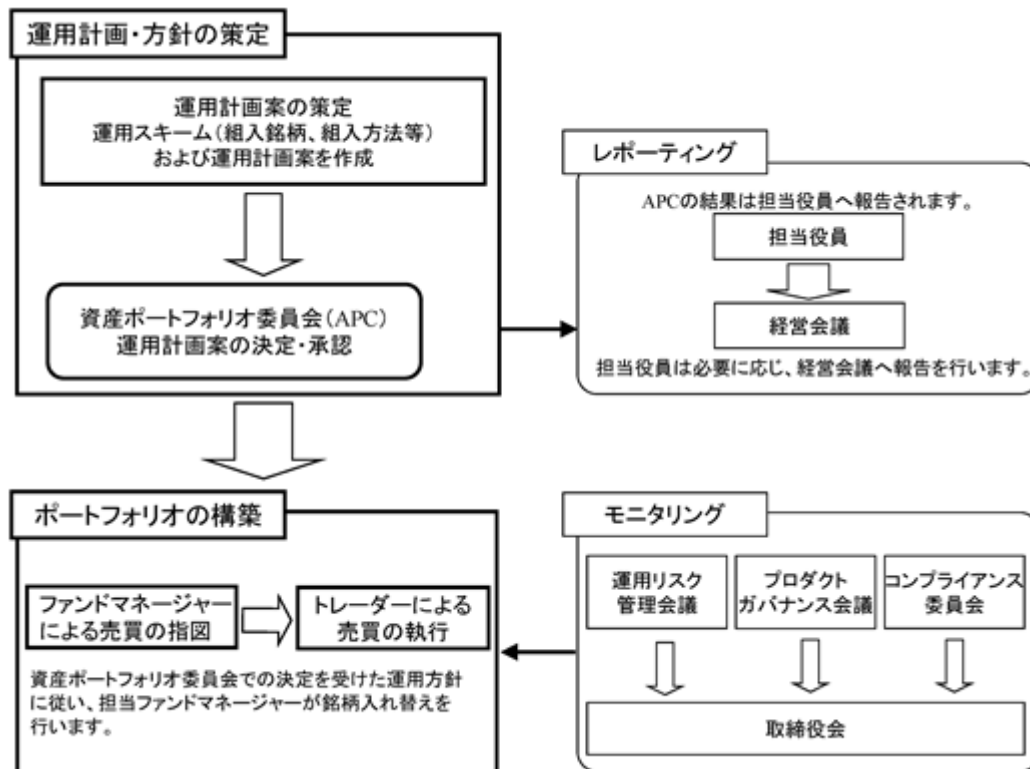 運用計画・方針の策定
運用計画案の策定
運用スキーム(組入銘柄、組入方法等)
および運用計画案を作成
資産ポートフォリオ委員会(APC)
運用計画案の決定・承認
レポーティング
APCの結果は担当役員へ報告されます。
担当役員
経営会議
担当役員は必要に応じ、経営会議へ報告を行います。
ポートフォリオの構築
ファンドマネージャー
による売買の指図
トレーダーによる
売買の執行
資産ポートフォリオ委員会での決定を受けた運用方針
に従い、担当ファンドマネージャーが銘柄入れ替えを
行います。
モニタリング
運用リスク
管理会議
プロダクト
ガバナンス会議
コンプライアンス
委員会
取締役会